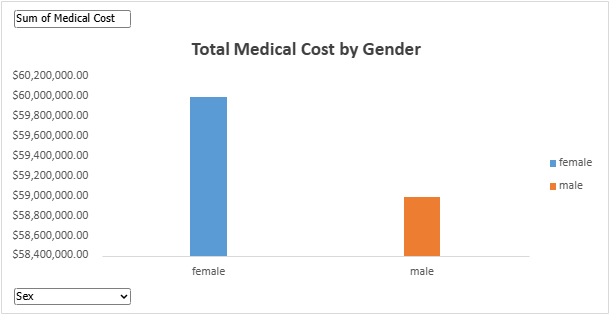 Sum of Medical Cost
Total Medical Cost by Gender
$60,200,000.00
$60,000,000.00
$59,800,000.00
$59,600,000.00
$59,400,000.00
$59,200,000.00
$59,000,000.00
$58,800,000.00
$58,600,000.00
$58,400,000.00
female
male
female
male
Sex